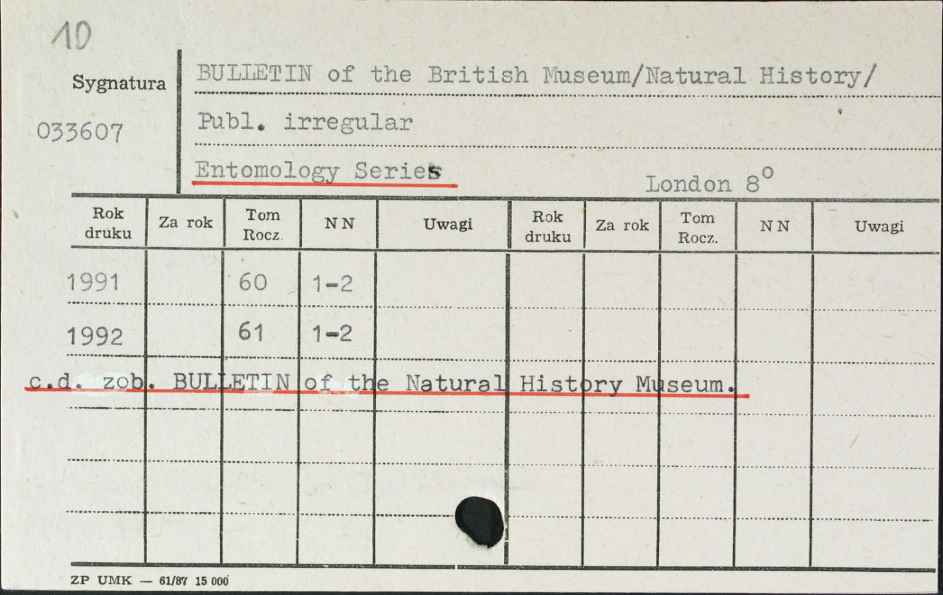 10
Sygnatura
033607
BULLETIN of the British Museum/Natural History/
Publ. irregular
Entomology Series
London 8°
Rok druku Za rok Tom Rocz. NN Uwagi Rok druku Za rok Tom Rocz. NN Uwagi
1991 60 1-2
1992 61 1-2
c.d. zob. BULLETIN of the Natural History Museum.
ZP UMK — 61/87 15 000